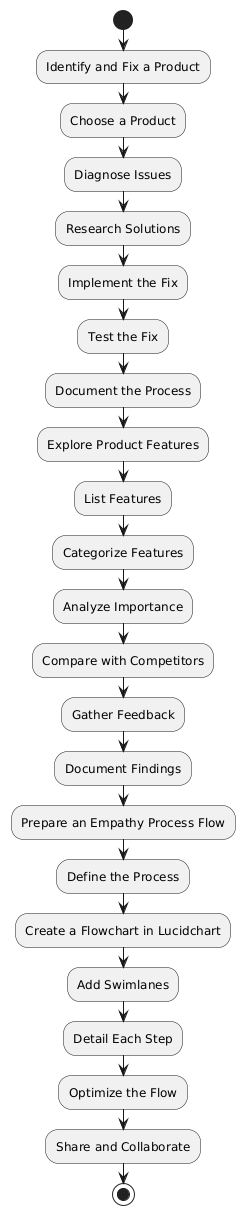 Identify and Fix a Product
Choose a Product
Diagnose Issues
Research Solutions
Implement the Fix
Test the Fix
Document the Process
Explore Product Features
List Features
Categorize Features
Analyze Importance
Compare with Competitors
Gather Feedback
Document Findings
Prepare an Empathy Process Flow
Define the Process
Create a Flowchart in Lucidchart
Add Swimlanes
Detail Each Step
Optimize the Flow
Share and Collaborate